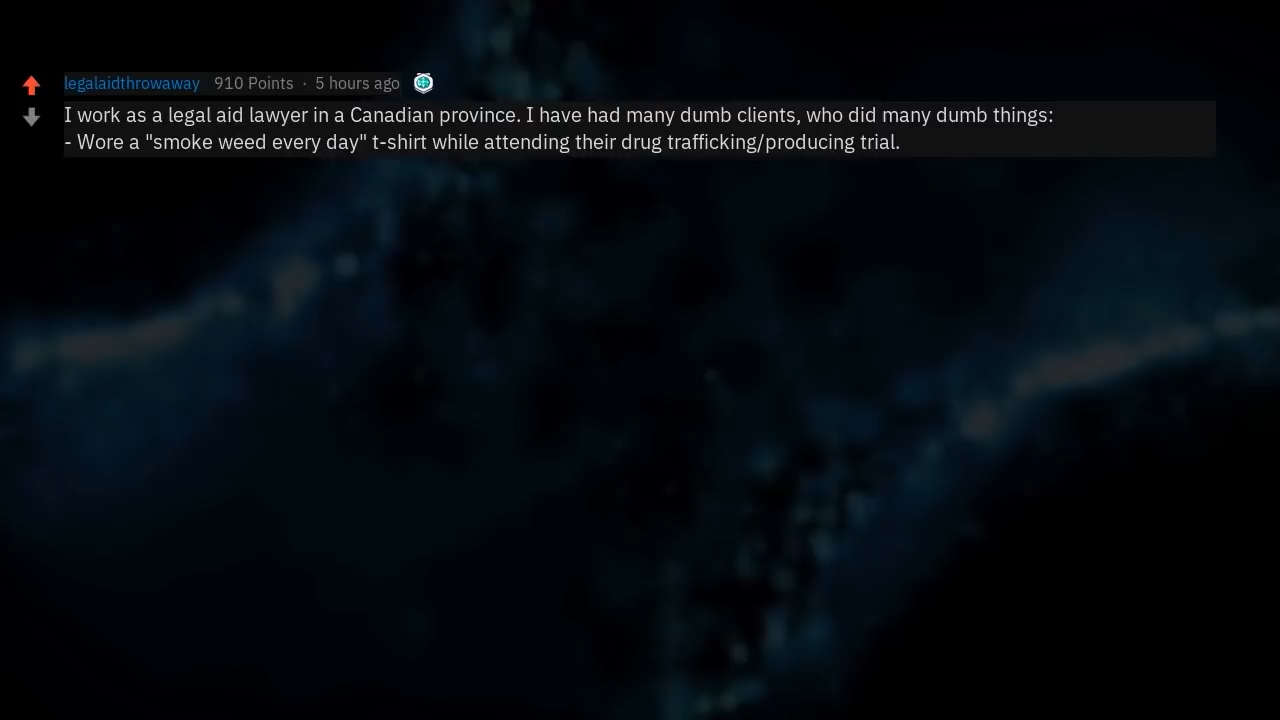 legalaidthrowaway 910 Points · 5 hours ago
I work as a legal aid lawyer in a Canadian province. I have had many dumb clients, who did many dumb things:
- Wore a "smoke weed every day" t-shirt while attending their drug trafficking/producing trial.